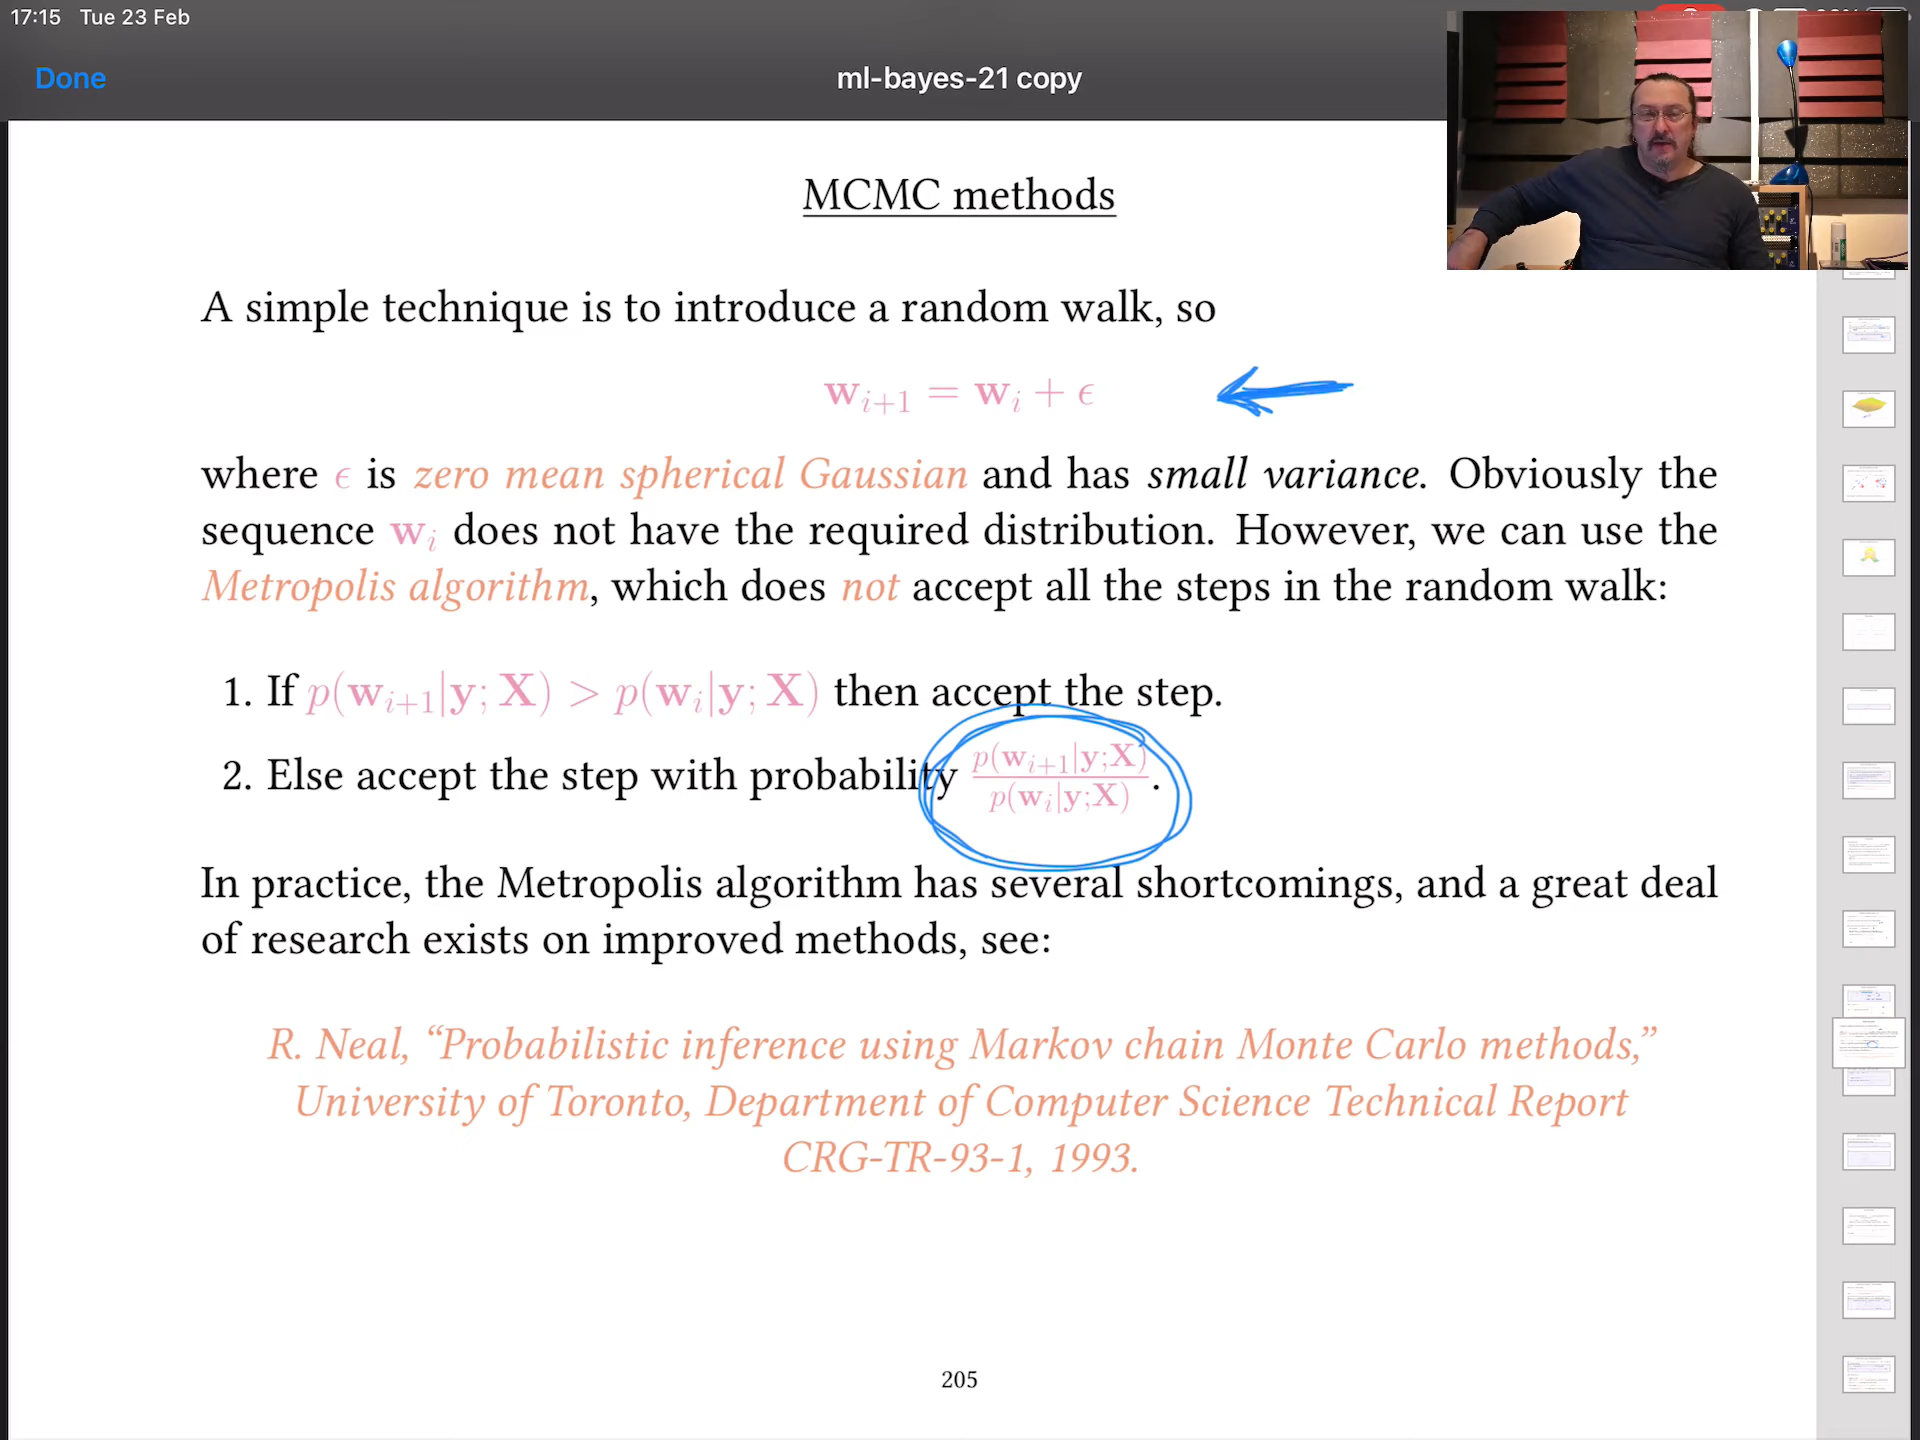 17:15 Tue 23 Feb
Done
ml-bayes-21 copy
MCMC methods
A simple technique is to introduce a random walk, so
w_{i+1} = w_i + ϵ
where ϵ is zero mean spherical Gaussian and has small variance. Obviously the
sequence w_i does not have the required distribution. However, we can use the
Metropolis algorithm, which does not accept all the steps in the random walk:
1. If p(w_{i+1}|y; X) > p(w_i|y; X) then accept the step.
2. Else accept the step with probability p(w_{i+1}|y;X) / p(w_i|y;X).
In practice, the Metropolis algorithm has several shortcomings, and a great deal
of research exists on improved methods, see:
R. Neal, “Probabilistic inference using Markov chain Monte Carlo methods,”
University of Toronto, Department of Computer Science Technical Report
CRG-TR-93-1, 1993.
205